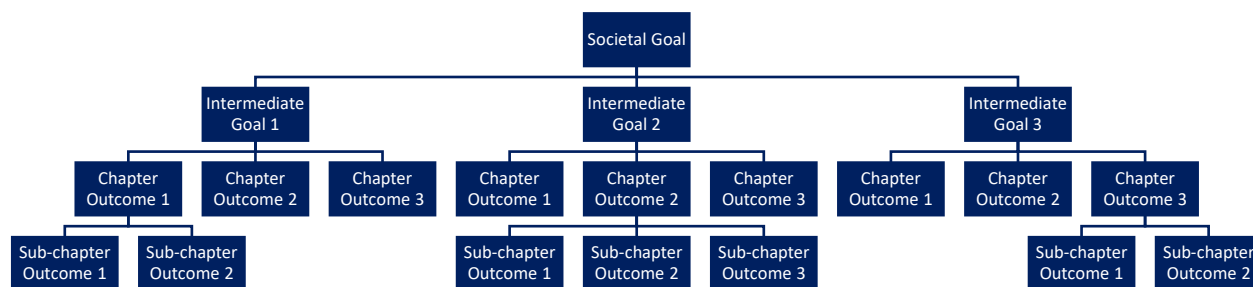 Societal Goal
Intermediate
Goal 1
Intermediate
Goal 2
Intermediate
Goal 3
Chapter
Outcome 1
Chapter
Outcome 2
Chapter
Outcome 3
Chapter
Outcome 1
Chapter
Outcome 2
Chapter
Outcome 3
Chapter
Outcome 1
Chapter
Outcome 2
Chapter
Outcome 3
Sub-chapter
Outcome 1
Sub-chapter
Outcome 2
Sub-chapter
Outcome 1
Sub-chapter
Outcome 2
Sub-chapter
Outcome 3
Sub-chapter
Outcome 1
Sub-chapter
Outcome 2